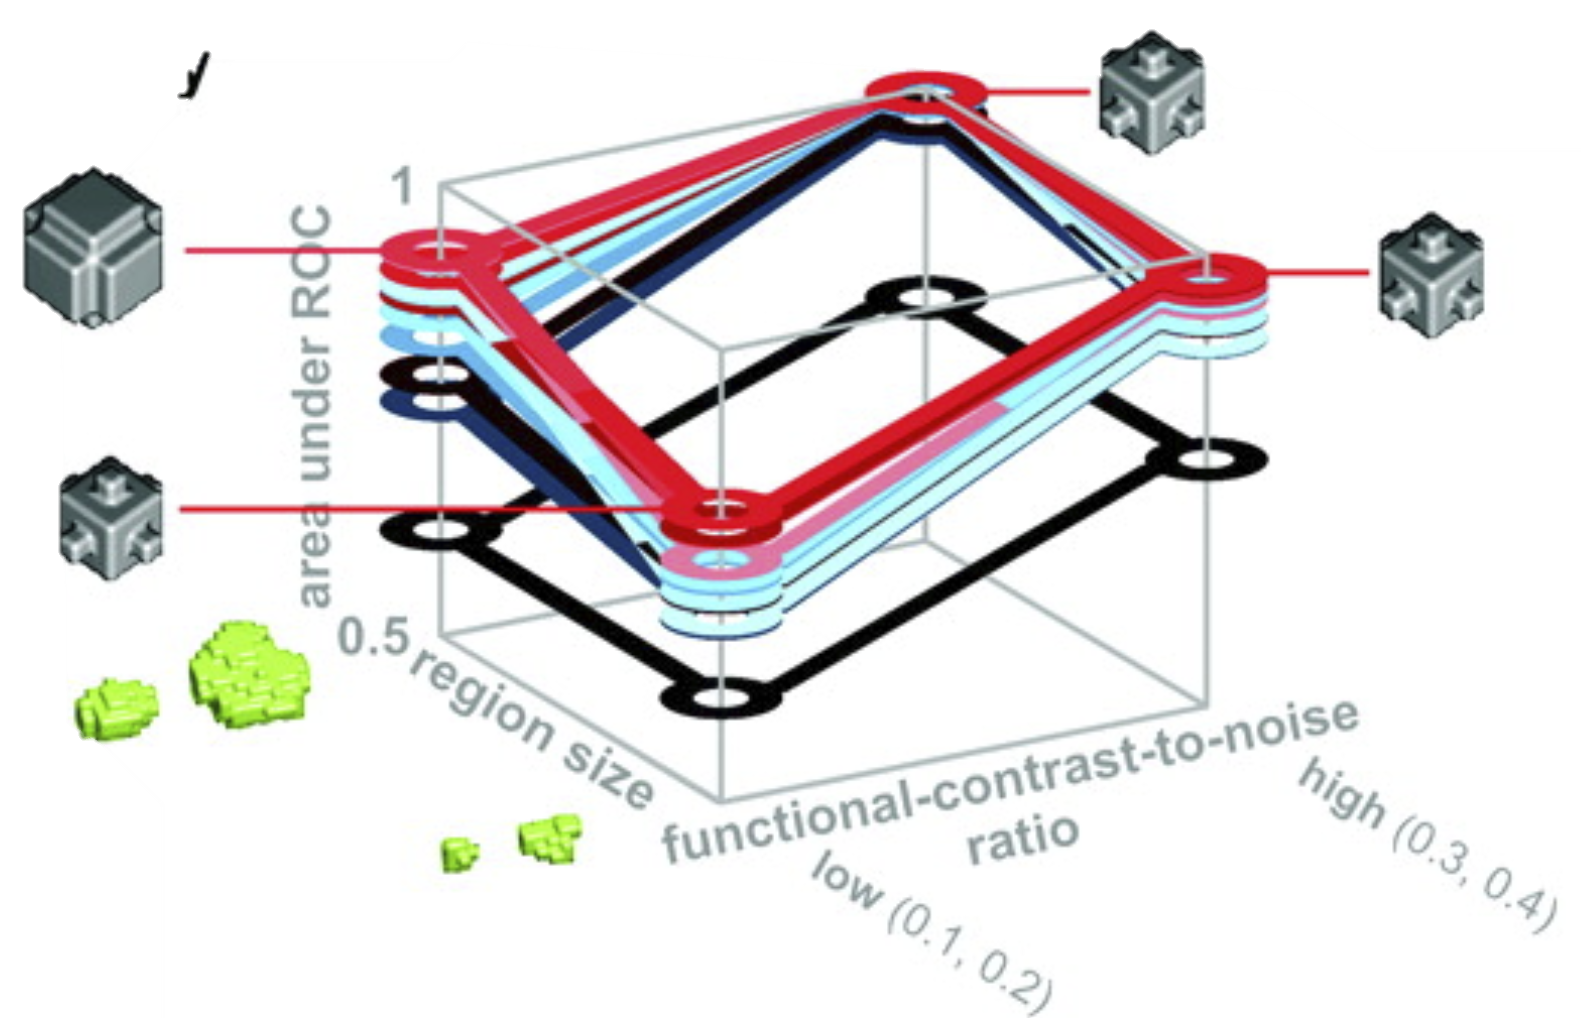 1
area under ROC
0.5
region size
functional-contrast-to-noise
ratio
low (0.1, 0.2)
high (0.3, 0.4)